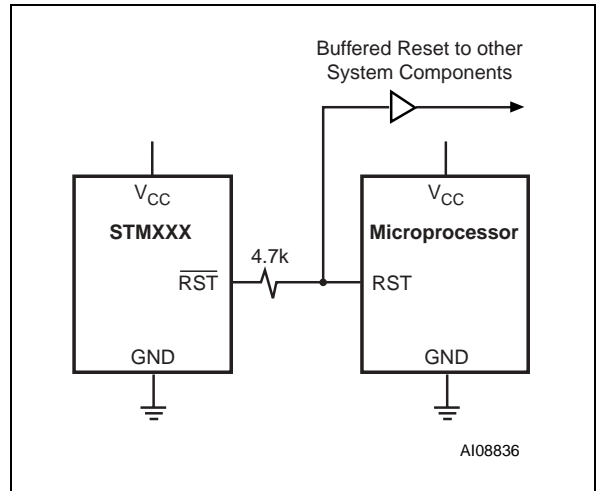 Buffered Reset to other
System Components
VCC
STMXXX
RST
GND
4.7k
VCC
Microprocessor
RST
GND
AI08836